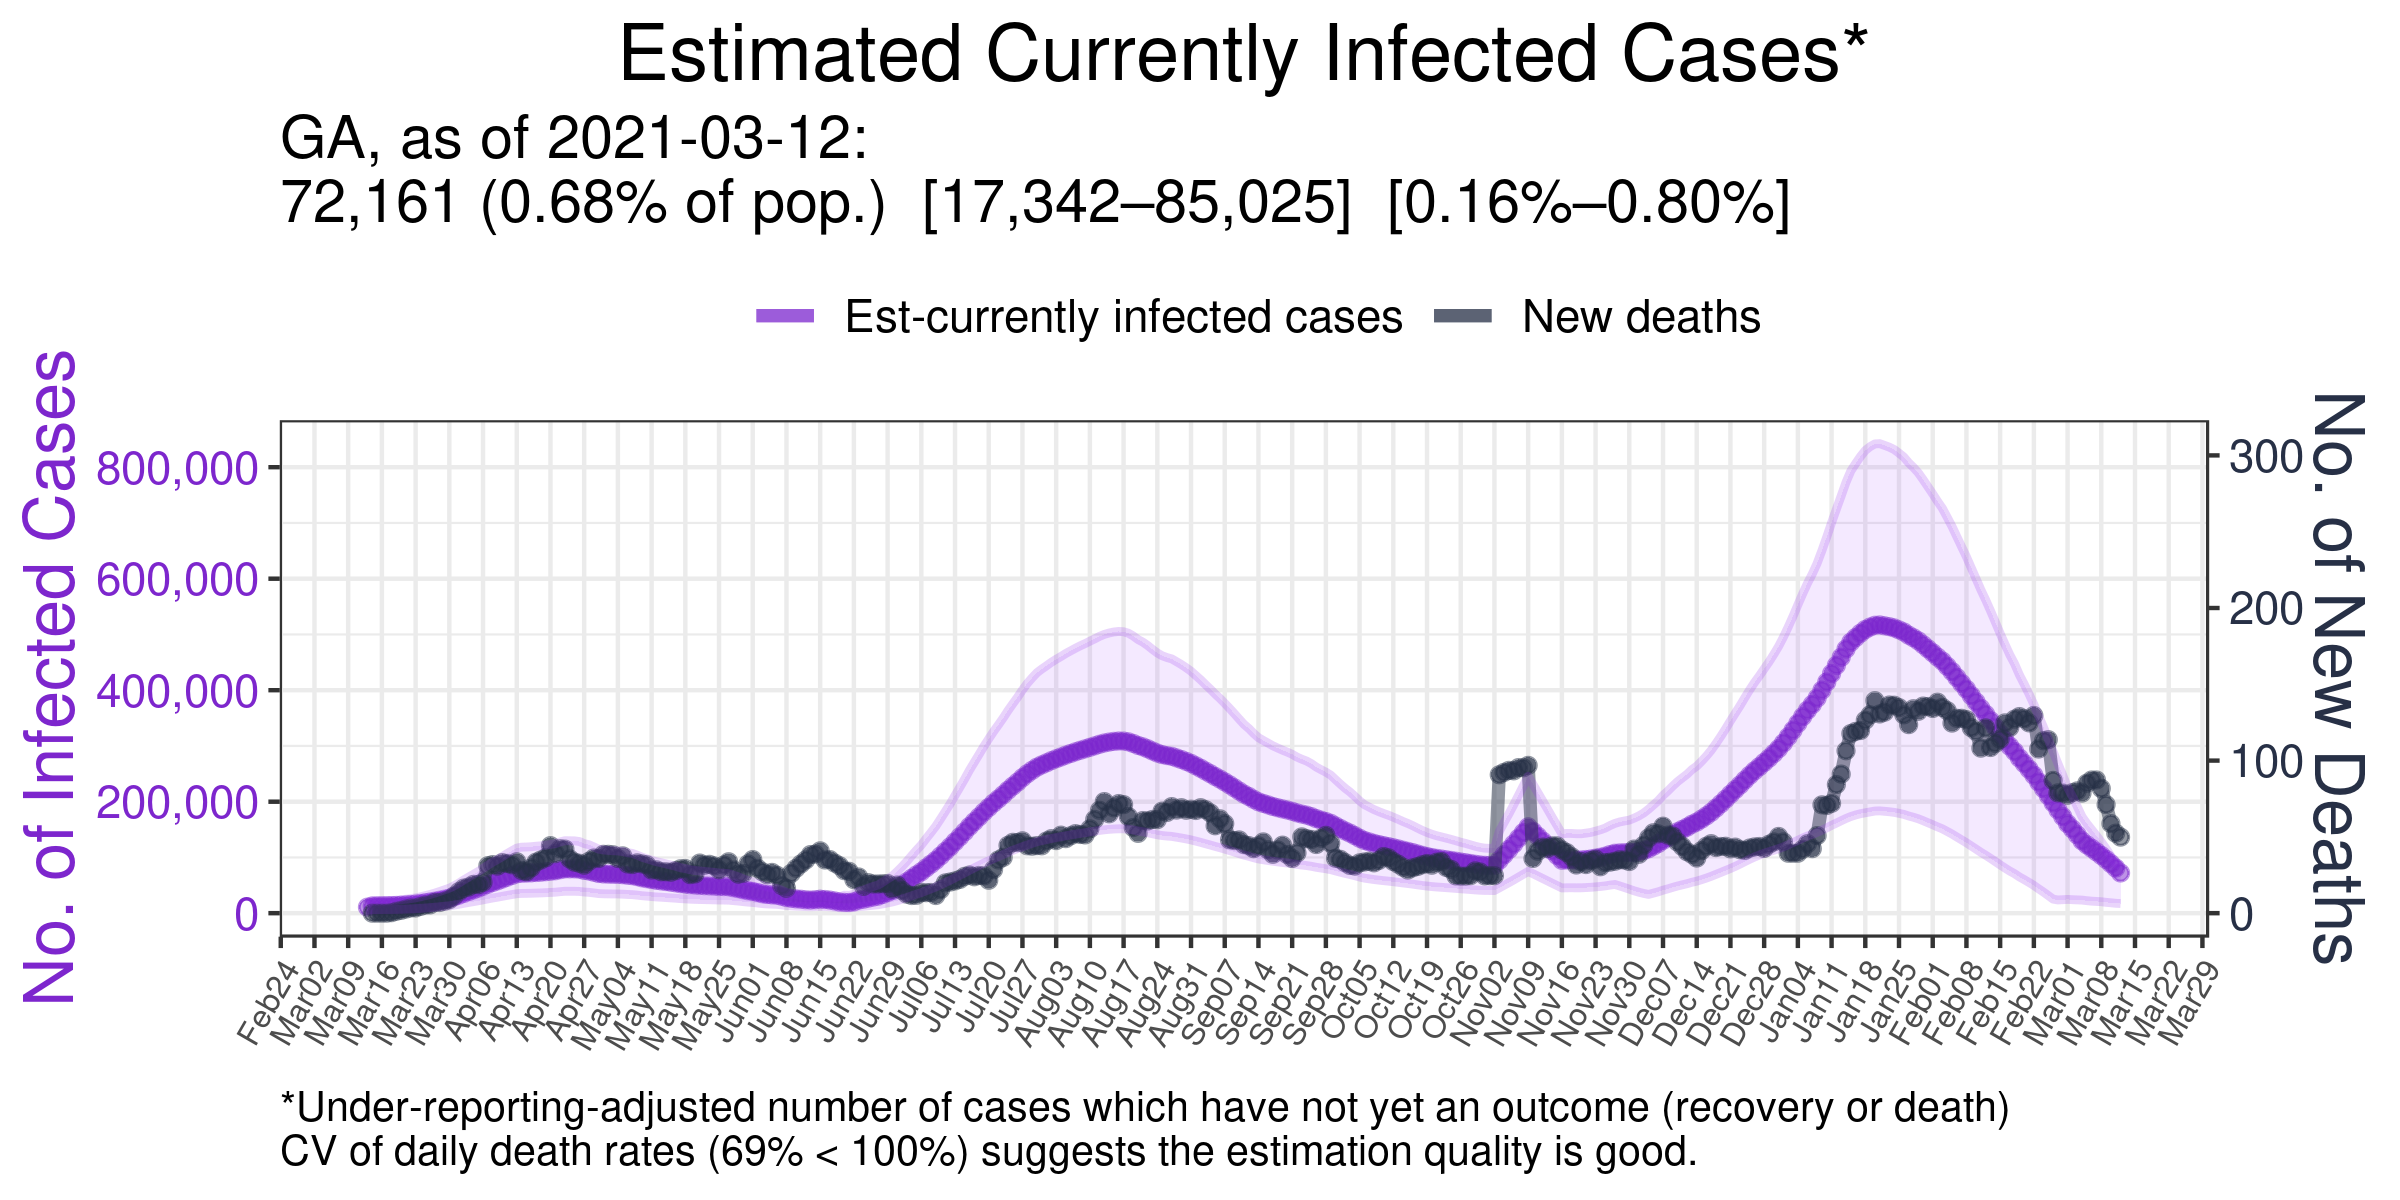 Estimated Currently Infected Cases*
GA, as of 2021-03-12:
72,161 (0.68% of pop.) [17,342–85,025] [0.16%–0.80%]
Est-currently infected cases
New deaths
No. of Infected Cases
800,000
600,000
400,000
200,000
0
No. of New Deaths
300
200
100
0
Feb24
Mar02
Mar09
Mar16
Mar23
Mar30
Apr06
Apr13
Apr20
Apr27
May04
May11
May18
May25
Jun01
Jun08
Jun15
Jun22
Jun29
Jul06
Jul13
Jul20
Jul27
Aug03
Aug10
Aug17
Aug24
Aug31
Sep07
Sep14
Sep21
Sep28
Oct05
Oct12
Oct19
Oct26
Nov02
Nov09
Nov16
Nov23
Nov30
Dec07
Dec14
Dec21
Dec28
Jan04
Jan11
Jan18
Jan25
Feb01
Feb08
Feb15
Feb22
Mar01
Mar08
Mar15
Mar22
Mar29
*Under-reporting-adjusted number of cases which have not yet an outcome (recovery or death)
CV of daily death rates (69% < 100%) suggests the estimation quality is good.